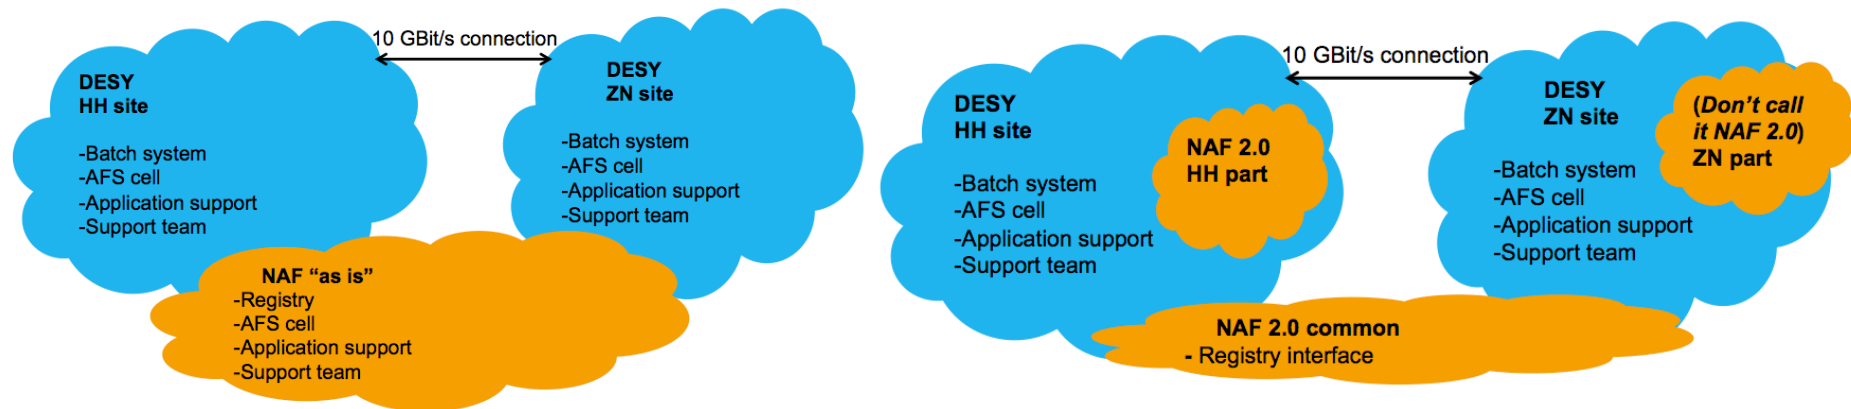 10 GBit/s connection
DESY
HH site
-Batch system
-AFS cell
-Application support
-Support team
DESY
ZN site
-Batch system
-AFS cell
-Application support
-Support team
NAF “as is”
-Registry
-AFS cell
-Application support
-Support team
10 GBit/s connection
DESY
HH site
-Batch system
-AFS cell
-Application support
-Support team
NAF 2.0
HH part
DESY
ZN site
-Batch system
-AFS cell
-Application support
-Support team
(Don’t call
it NAF 2.0)
ZN part
NAF 2.0 common
- Registry interface